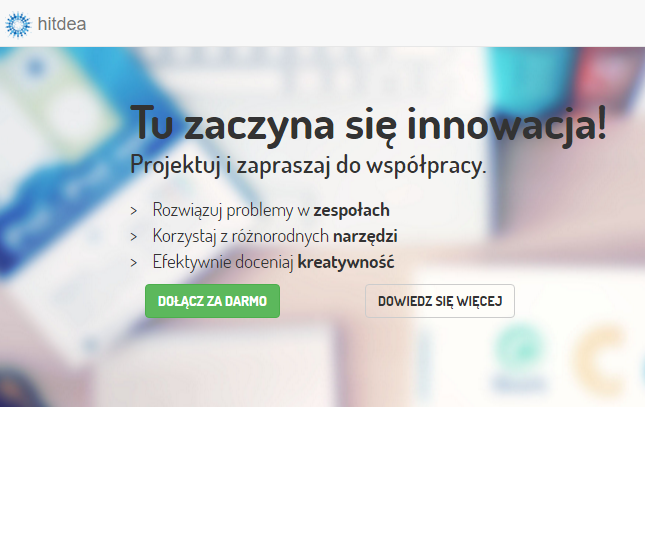 hitdea
Tu zaczyna się innowacja!
Projektuj i zapraszaj do współpracy.
> Rozwiązuj problemy w zespołach
> Korzystaj z różnorodnych narzędzi
> Efektywnie doceniaj kreatywność
DOŁĄCZ ZA DARMO
DOWIEDZ SIĘ WIĘCEJ